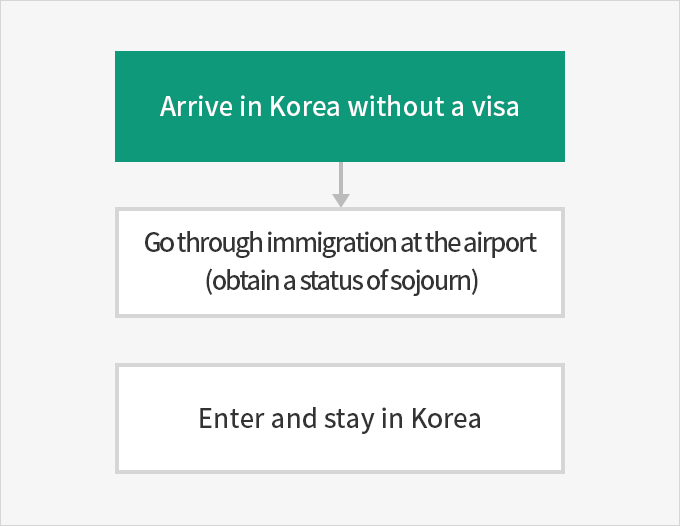 Arrive in Korea without a visa
Go through immigration at the airport
(obtain a status of sojourn)
Enter and stay in Korea